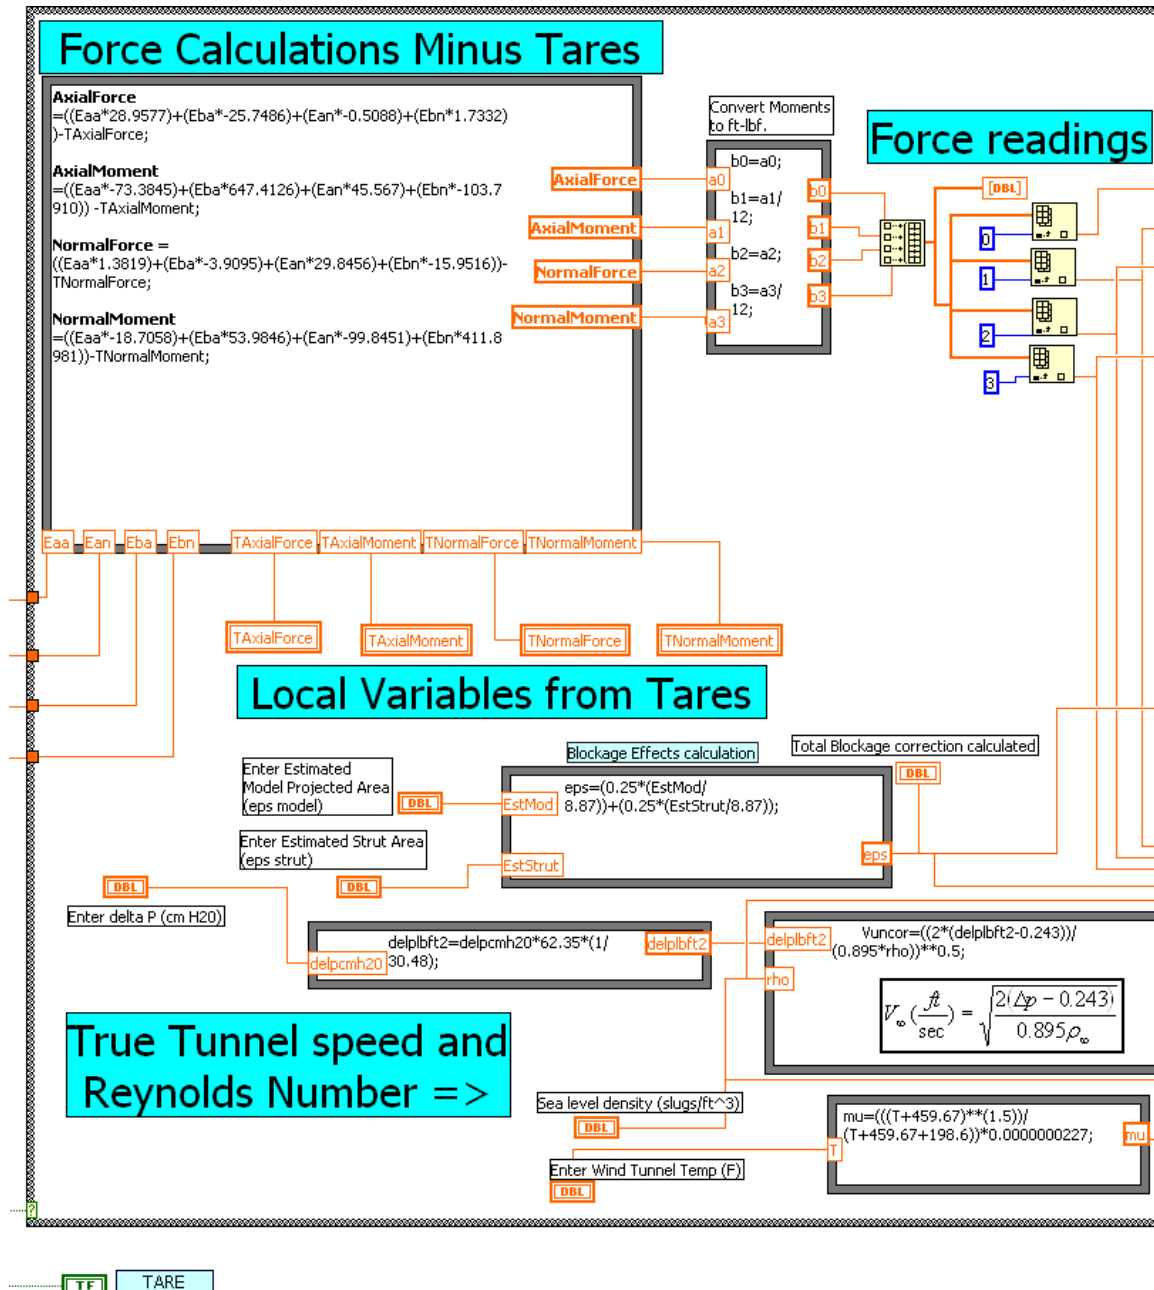 Force Calculations Minus Tares
AxialForce
=((Eaa*28.9577)+(Eba*-25.7486)+(Ean*-0.5088)+(Ebn*1.7332)
)-TAxialForce;
AxialMoment
=((Eaa*-73.3845)+(Eba*647.4126)+(Ean*45.567)+(Ebn*-103.7
910)) -TAxialMoment;
NormalForce =
((Eaa*1.3819)+(Eba*-3.9095)+(Ean*29.8456)+(Ebn*-15.9516))-
TNormalForce;
NormalMoment
=((Eaa*-18.7058)+(Eba*53.9846)+(Ean*-99.8451)+(Ebn*411.8
981))-TNormalMoment;
AxialForce
AxialMoment
NormalForce
NormalMoment
Convert Moments
to ft-lbf.
a0
a1
a2
a3
b0=a0;
b1=a1/
12;
b2=a2;
b3=a3/
12;
b0
b1
b2
b3
Force readings
[DBL]
0
1
2
3
Eaa
Ean
Eba
Ebn
TAxialForce
TAxialMoment
TNormalForce
TNormalMoment
TAxialForce
TAxialMoment
TNormalForce
TNormalMoment
Local Variables from Tares
Blockage Effects calculation
Total Blockage correction calculated
DBL
Enter Estimated
Model Projected Area
(eps model)
DBL
EstMod
eps=(0.25*(EstMod/
8.87))+(0.25*(EstStrut/8.87));
Enter Estimated Strut Area
(eps strut)
DBL
EstStrut
eps
DBL
Enter delta P (cm H20)
delpcmh20
delplbft2=delpcmh20*62.35*(1/
30.48);
delplbft2
delplbft2
rho
Vuncor=((2*(delplbft2-0.243))/
(0.895*rho))**0.5;
V∞(ft/sec) = √(2(Δp − 0.243)/0.895ρ∞)
True Tunnel speed and
Reynolds Number =>
Sea level density (slugs/ft^3)
DBL
Enter Wind Tunnel Temp (F)
DBL
T
mu=(((T+459.67)**(1.5))/
(T+459.67+198.6))*0.0000000227;
mu
?
TF
TARE